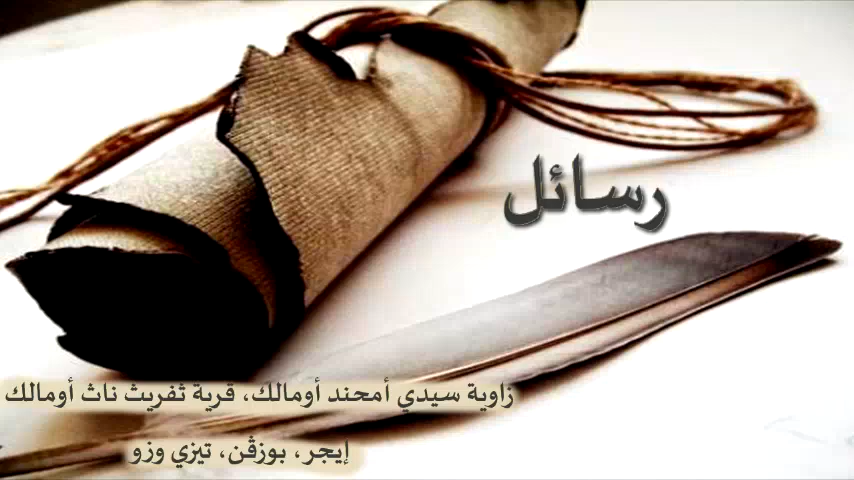 رسائل
زاوية سيدي أمحند أومالك، قرية ثفريث ناث أومالك
إيجر، بوزڤن، تيزي وزو